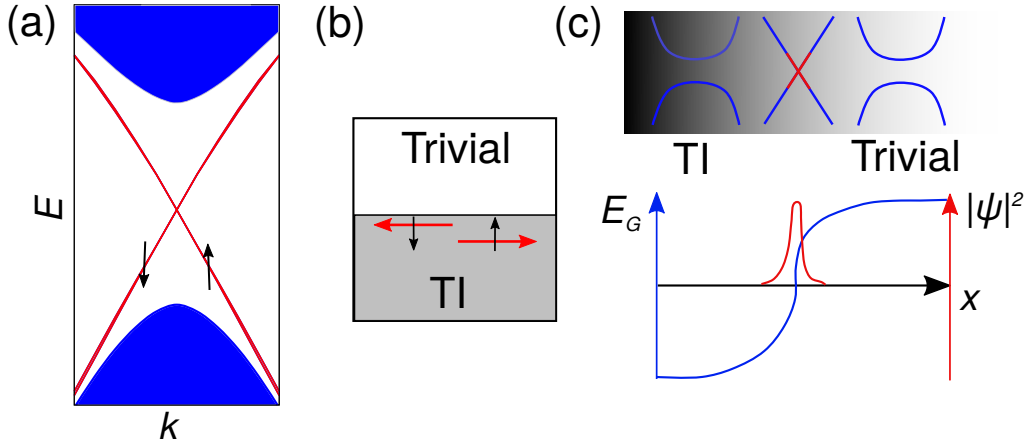 (a)
E
k
(b)
Trivial
TI
(c)
TI
Trivial
E_G
|ψ|²
x